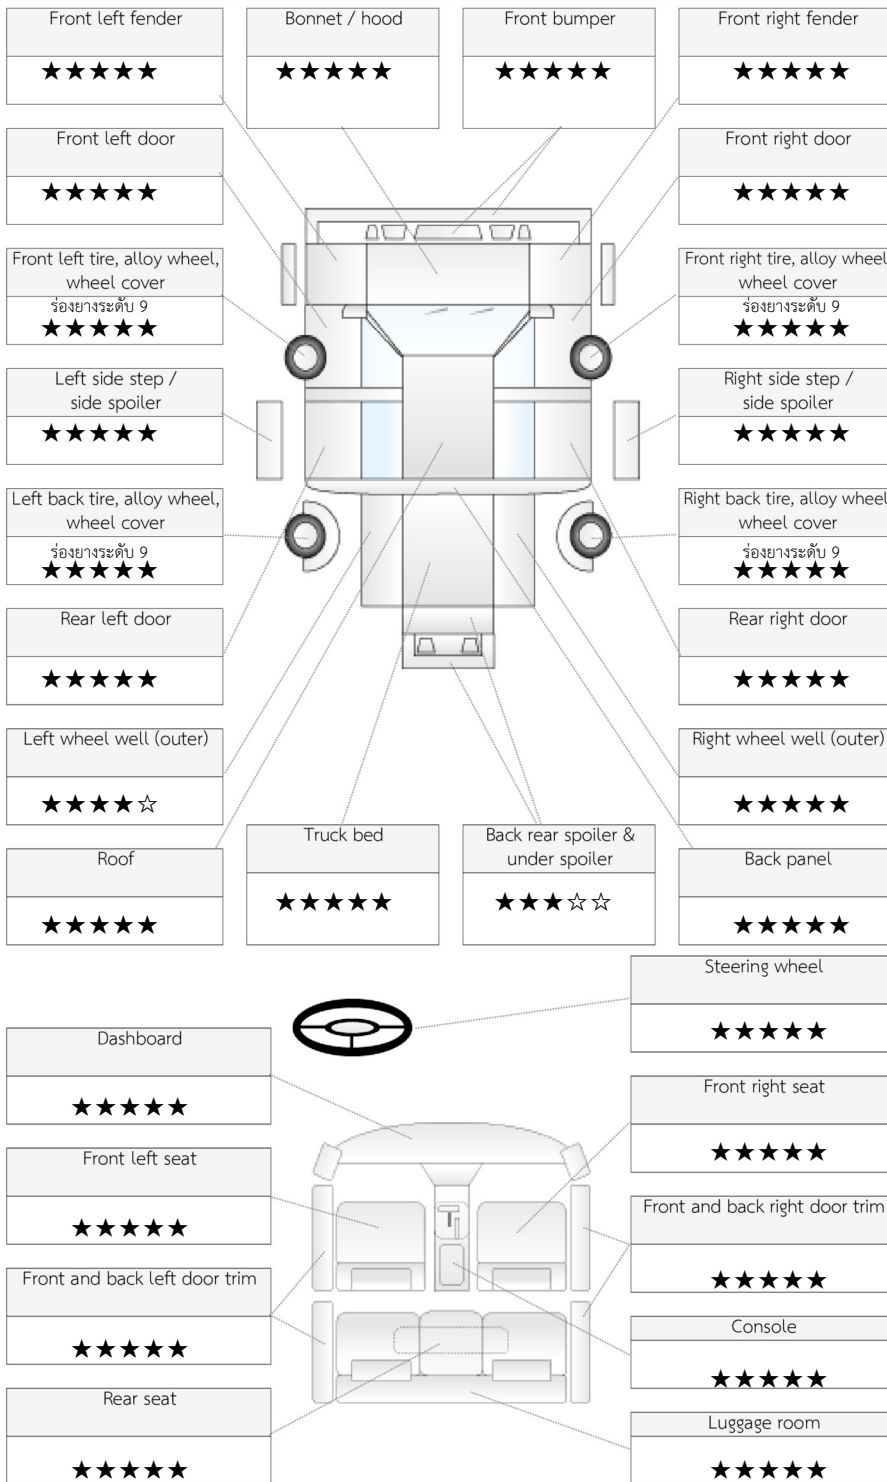 Front left fender
★★★★★
Bonnet / hood
★★★★★
Front bumper
★★★★★
Front right fender
★★★★★
Front left door
★★★★★
Front right door
★★★★★
Front left tire, alloy wheel,
wheel cover
ร่องยางระดับ 9
★★★★★
Front right tire, alloy wheel
wheel cover
ร่องยางระดับ 9
★★★★★
Left side step /
side spoiler
★★★★★
Right side step /
side spoiler
★★★★★
Left back tire, alloy wheel,
wheel cover
ร่องยางระดับ 9
★★★★★
Right back tire, alloy wheel
wheel cover
ร่องยางระดับ 9
★★★★★
Rear left door
★★★★★
Rear right door
★★★★★
Left wheel well (outer)
★★★★☆
Right wheel well (outer)
★★★★★
Roof
★★★★★
Truck bed
★★★★★
Back rear spoiler &
under spoiler
★★★☆☆
Back panel
★★★★★
Steering wheel
★★★★★
Dashboard
★★★★★
Front right seat
★★★★★
Front left seat
★★★★★
Front and back right door trim
★★★★★
Front and back left door trim
★★★★★
Console
★★★★★
Rear seat
★★★★★
Luggage room
★★★★★